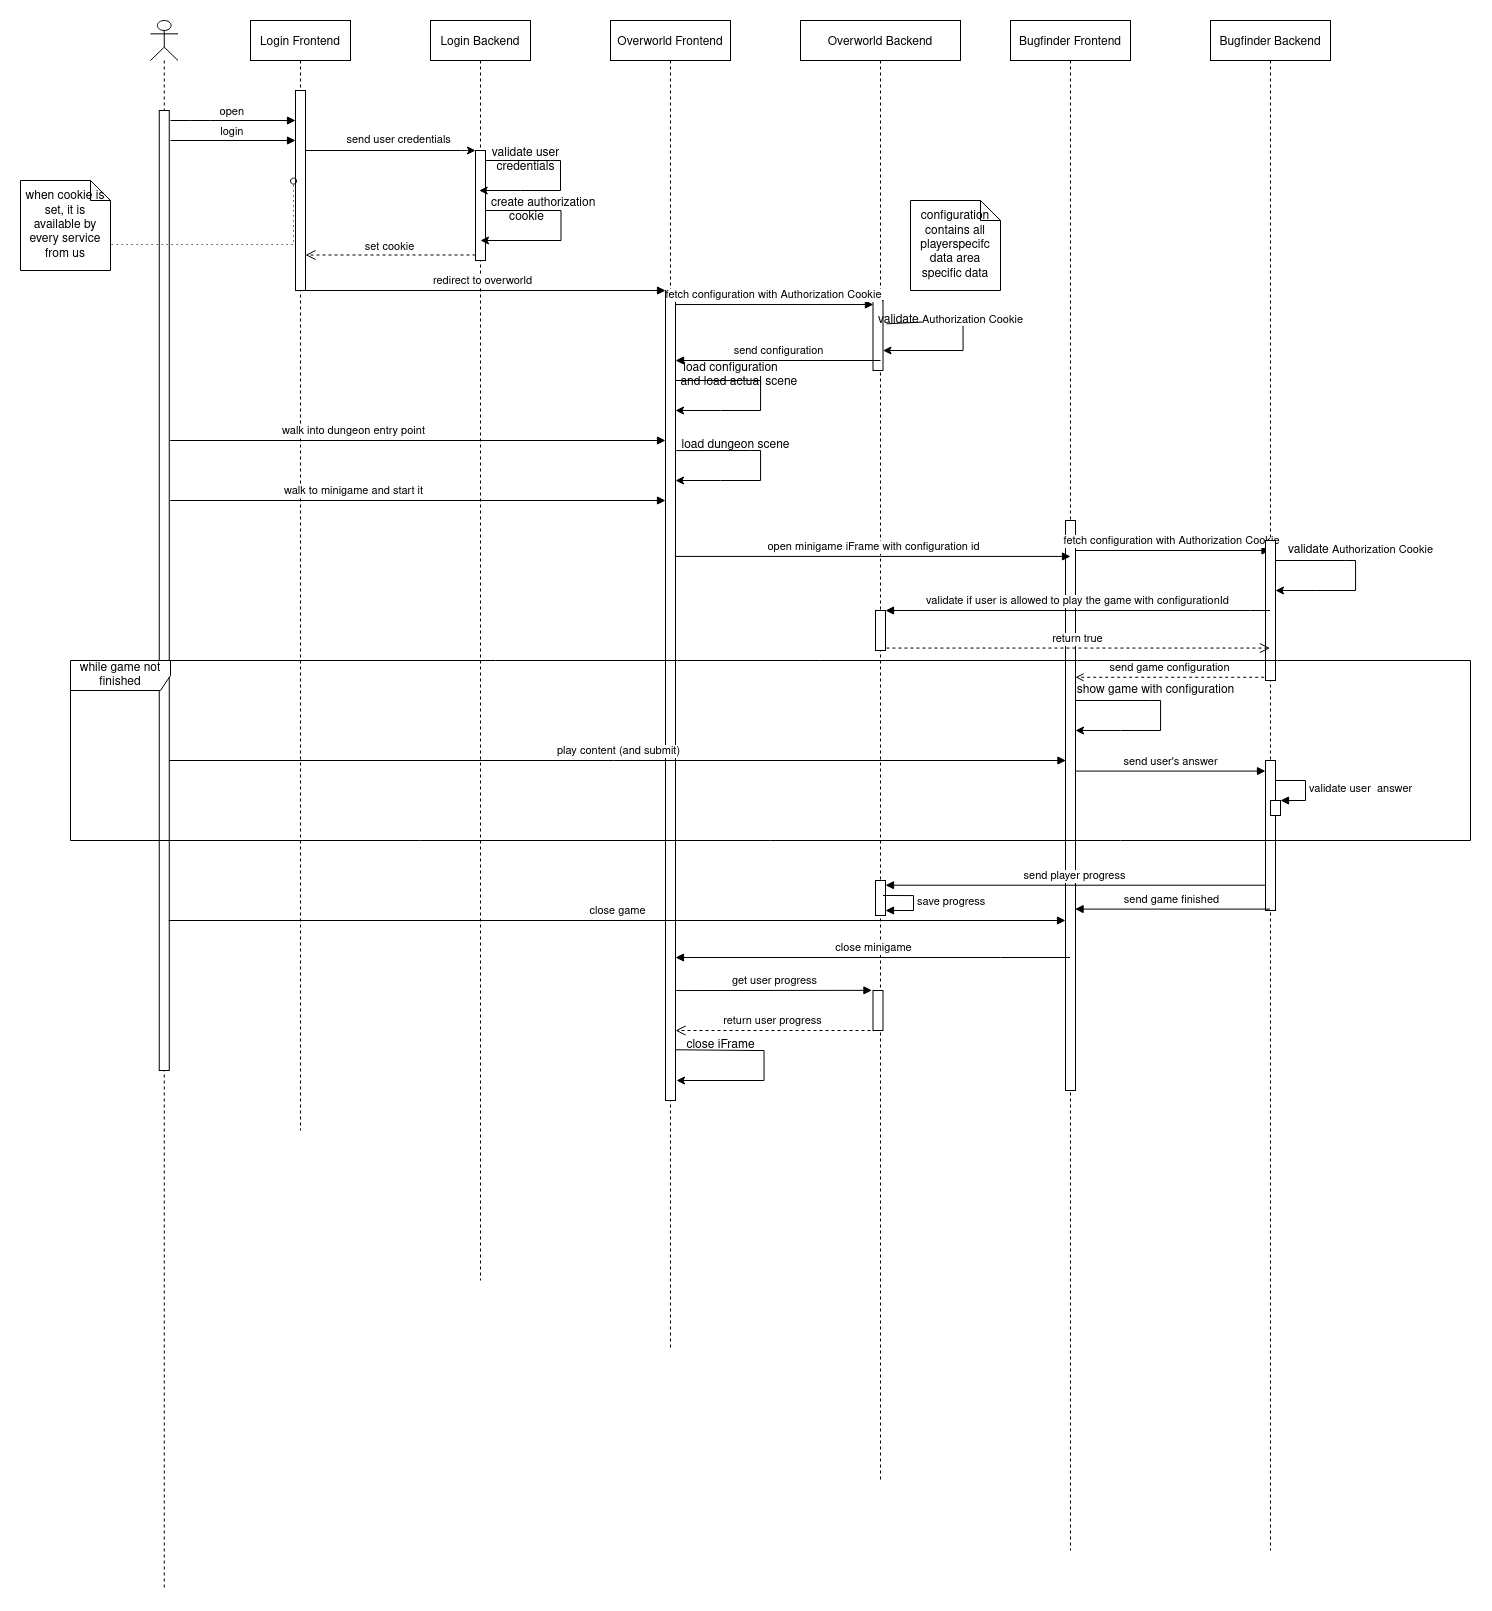 Login Frontend
Login Backend
Overworld Frontend
Overworld Backend
Bugfinder Frontend
Bugfinder Backend
open
login
send user credentials
validate user
credentials
when cookie is
set, it is
available by
every service
from us
create authorization
cookie
configuration
contains all
playerspecifc
data area
specific data
set cookie
redirect to overworld
fetch configuration with Authorization Cookie
validate Authorization Cookie
send configuration
load configuration
and load actual scene
walk into dungeon entry point
load dungeon scene
walk to minigame and start it
open minigame iFrame with configuration id
fetch configuration with Authorization Cookie
validate Authorization Cookie
validate if user is allowed to play the game with configurationId
return true
while game not
finished
send game configuration
show game with configuration
play content (and submit)
send user's answer
validate user  answer
send player progress
save progress
send game finished
close game
close minigame
get user progress
return user progress
close iFrame